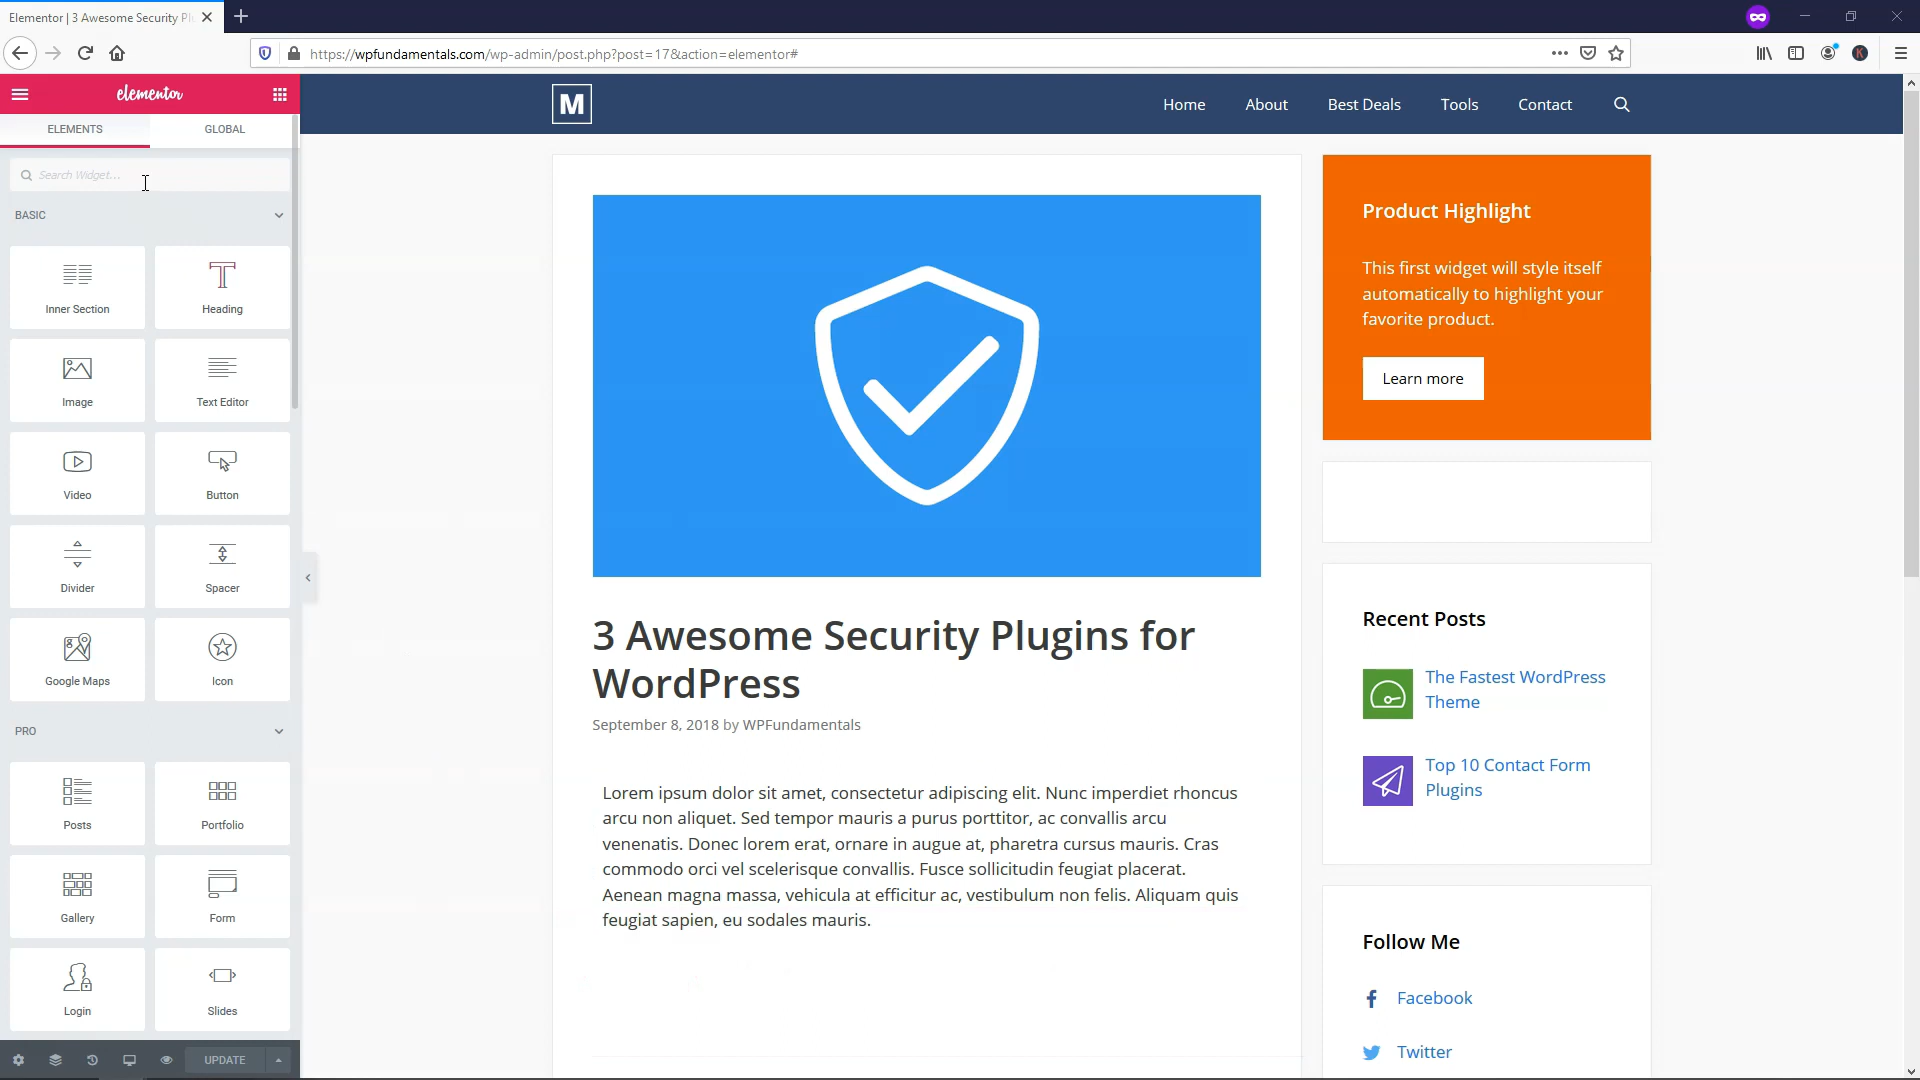 Elementor | 3 Awesome Security Pl
https://wpfundamentals.com/wp-admin/post.php?post=17&action=elementor#
K
elementor
ELEMENTS
GLOBAL
Search Widget...
BASIC
Inner Section
Heading
Image
Text Editor
Video
Button
Divider
Spacer
Google Maps
Icon
PRO
Posts
Portfolio
Gallery
Form
Login
Slides
UPDATE
M
Home
About
Best Deals
Tools
Contact
3 Awesome Security Plugins for
WordPress
September 8, 2018 by WPFundamentals
Lorem ipsum dolor sit amet, consectetur adipiscing elit. Nunc imperdiet rhoncus
arcu non aliquet. Sed tempor mauris a purus porttitor, ac convallis arcu
venenatis. Donec lorem erat, ornare in augue at, pharetra cursus mauris. Cras
commodo orci vel scelerisque convallis. Fusce sollicitudin feugiat placerat.
Aenean magna massa, vehicula at efficitur ac, vestibulum non felis. Aliquam quis
feugiat sapien, eu sodales mauris.
Product Highlight
This first widget will style itself
automatically to highlight your
favorite product.
Learn more
Recent Posts
The Fastest WordPress
Theme
Top 10 Contact Form
Plugins
Follow Me
Facebook
Twitter